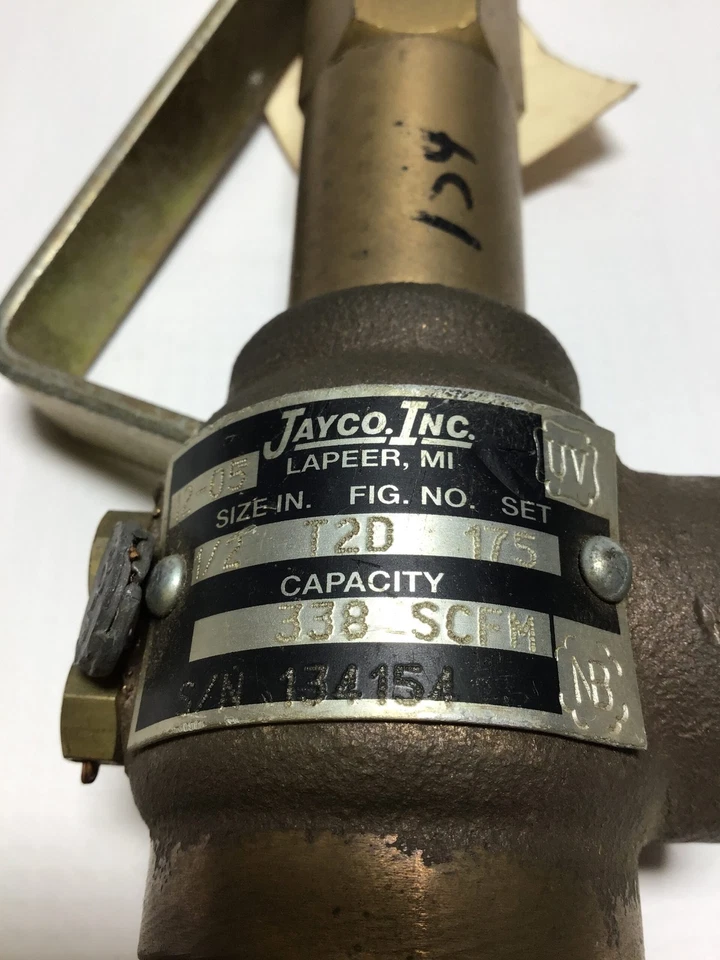 JAYCO, INC.
LAPEER, MI
UV
SIZE IN. FIG. NO. SET
1/2" T2D 175
CAPACITY
338 SCFM
S/N 134154
NB